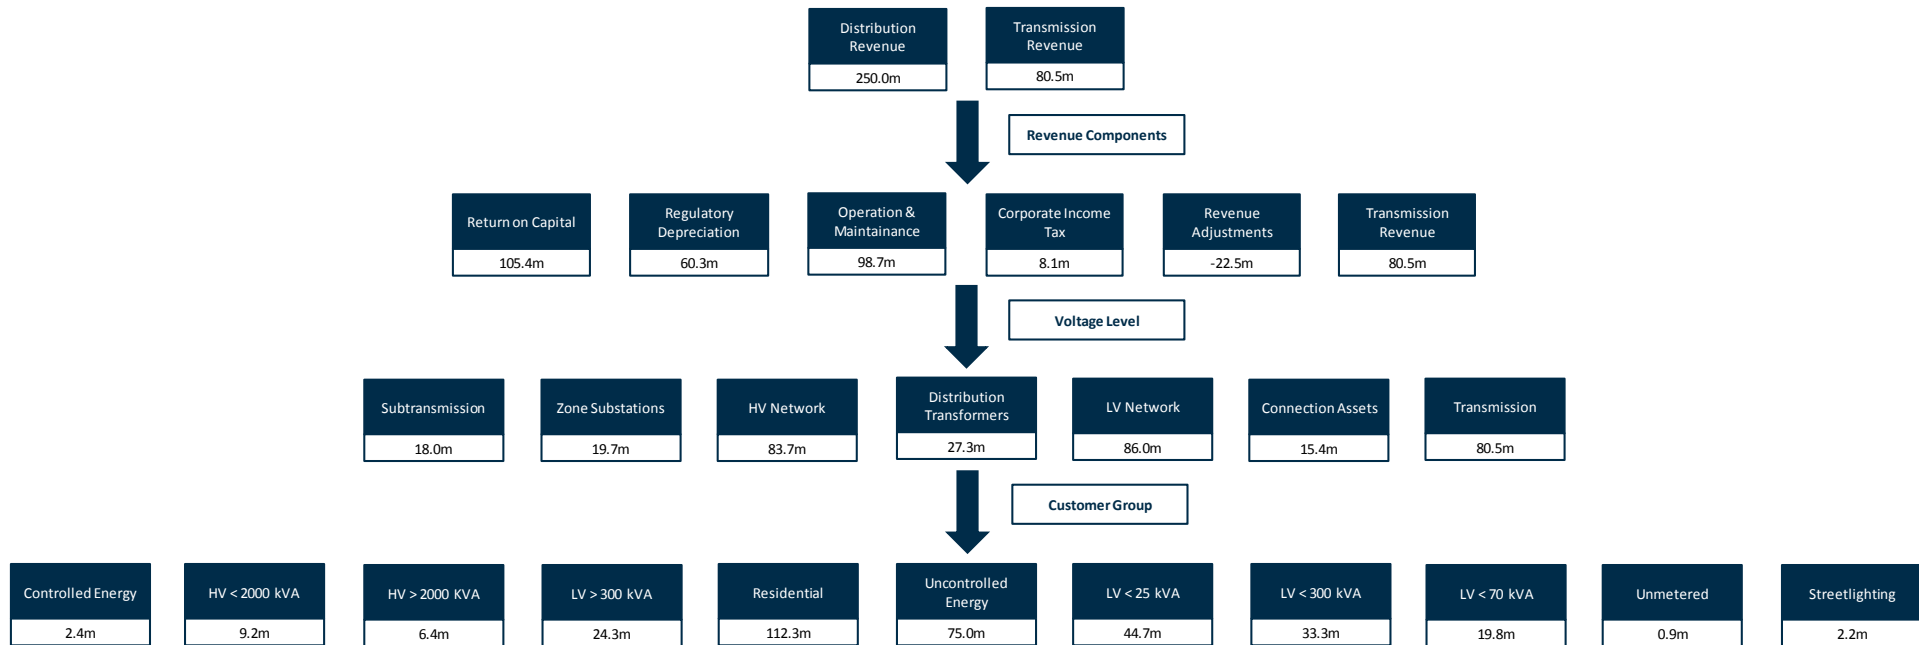 Distribution
Revenue
250.0m
Transmission
Revenue
80.5m
Revenue Components
Return on Capital
105.4m
Regulatory
Depreciation
60.3m
Operation &
Maintainance
98.7m
Corporate Income
Tax
8.1m
Revenue
Adjustments
-22.5m
Transmission
Revenue
80.5m
Voltage Level
Subtransmission
18.0m
Zone Substations
19.7m
HV Network
83.7m
Distribution
Transformers
27.3m
LV Network
86.0m
Connection Assets
15.4m
Transmission
80.5m
Customer Group
Controlled Energy
2.4m
HV < 2000 kVA
9.2m
HV > 2000 KVA
6.4m
LV > 300 kVA
24.3m
Residential
112.3m
Uncontrolled
Energy
75.0m
LV < 25 kVA
44.7m
LV < 300 kVA
33.3m
LV < 70 kVA
19.8m
Unmetered
0.9m
Streetlighting
2.2m